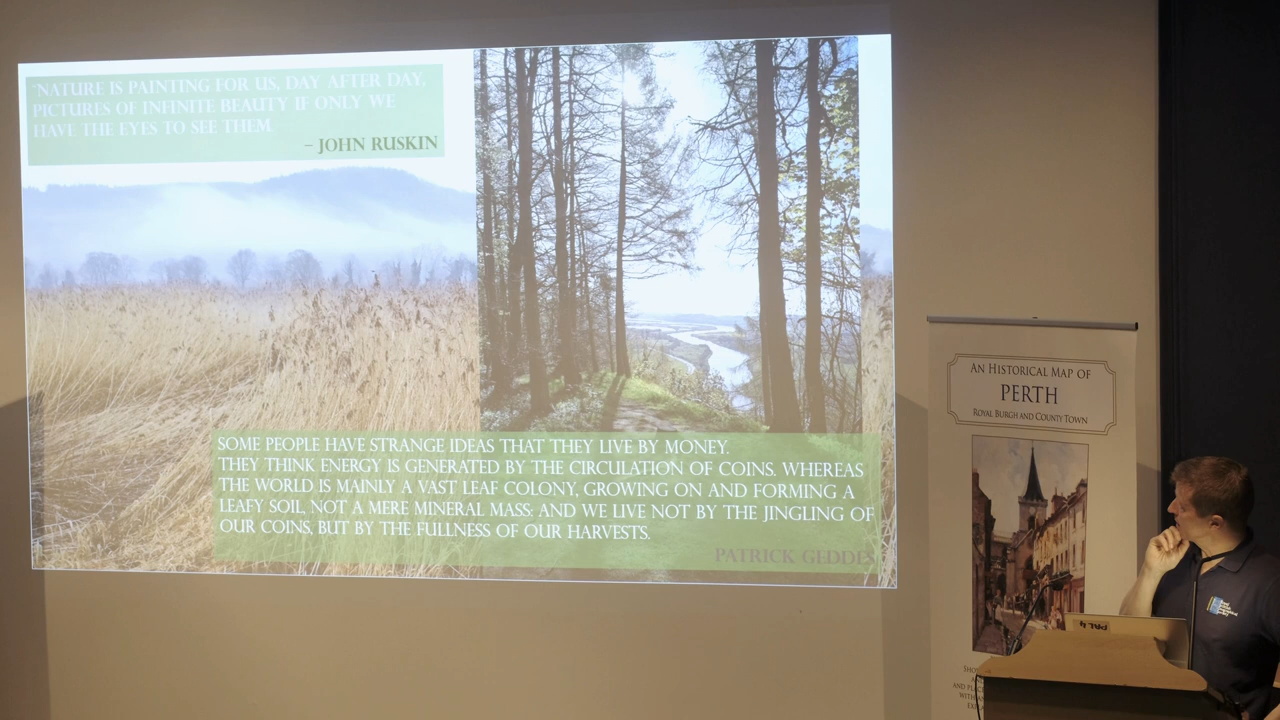 "NATURE IS PAINTING FOR US, DAY AFTER DAY,
PICTURES OF INFINITE BEAUTY IF ONLY WE
HAVE THE EYES TO SEE THEM
– JOHN RUSKIN
SOME PEOPLE HAVE STRANGE IDEAS THAT THEY LIVE BY MONEY.
THEY THINK ENERGY IS GENERATED BY THE CIRCULATION OF COINS. WHEREAS
THE WORLD IS MAINLY A VAST LEAF COLONY, GROWING ON AND FORMING A
LEAFY SOIL, NOT A MERE MINERAL MASS; AND WE LIVE NOT BY THE JINGLING OF
OUR COINS, BUT BY THE FULLNESS OF OUR HARVESTS.
PATRICK GEDDES
AN HISTORICAL MAP OF
PERTH
ROYAL BURGH AND COUNTY TOWN
PAL4